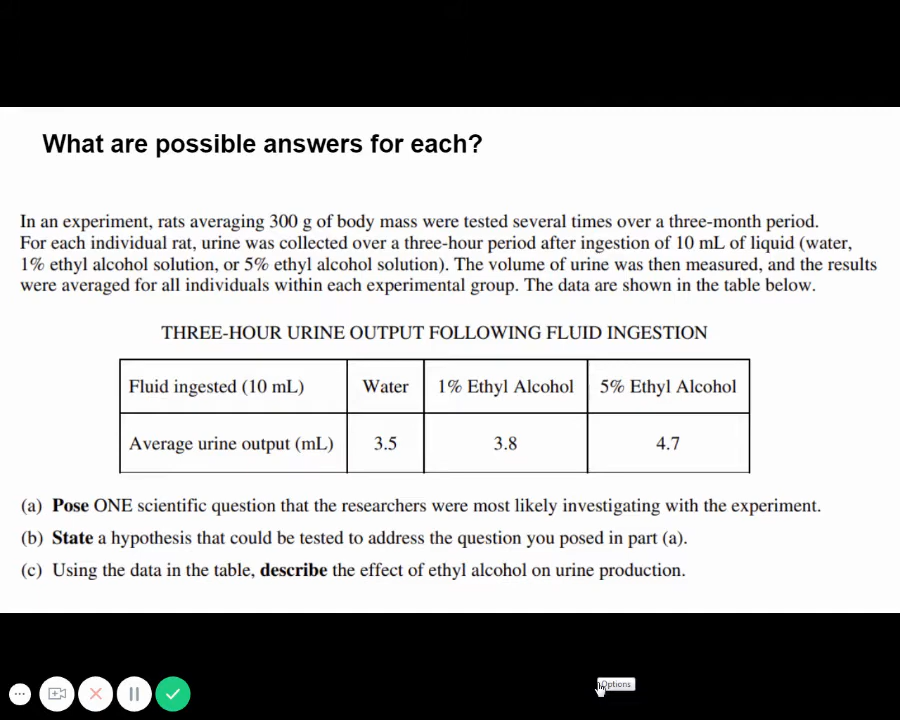 What are possible answers for each?
In an experiment, rats averaging 300 g of body mass were tested several times over a three-month period.
For each individual rat, urine was collected over a three-hour period after ingestion of 10 mL of liquid (water,
1% ethyl alcohol solution, or 5% ethyl alcohol solution). The volume of urine was then measured, and the results
were averaged for all individuals within each experimental group. The data are shown in the table below.
THREE-HOUR URINE OUTPUT FOLLOWING FLUID INGESTION
Fluid ingested (10 mL) Water 1% Ethyl Alcohol 5% Ethyl Alcohol
Average urine output (mL) 3.5 3.8 4.7
(a) Pose ONE scientific question that the researchers were most likely investigating with the experiment.
(b) State a hypothesis that could be tested to address the question you posed in part (a).
(c) Using the data in the table, describe the effect of ethyl alcohol on urine production.
Options